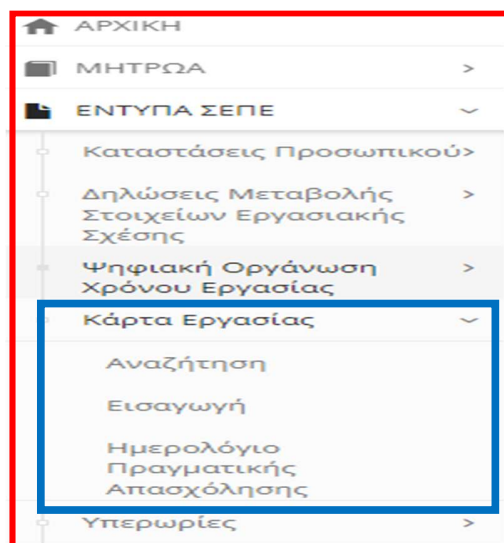 ΑΡΧΙΚΗ
ΜΗΤΡΩΑ >
ΕΝΤΥΠΑ ΣΕΠΕ
Καταστάσεις Προσωπικού>
Δηλώσεις Μεταβολής >
Στοιχείων Εργασιακής
Σχέσης
Ψηφιακή Οργάνωση >
Χρόνου Εργασίας
Κάρτα Εργασίας
Αναζήτηση
Εισαγωγή
Ημερολόγιο
Πραγματικής
Απασχόλησης
Υπερωρίες >